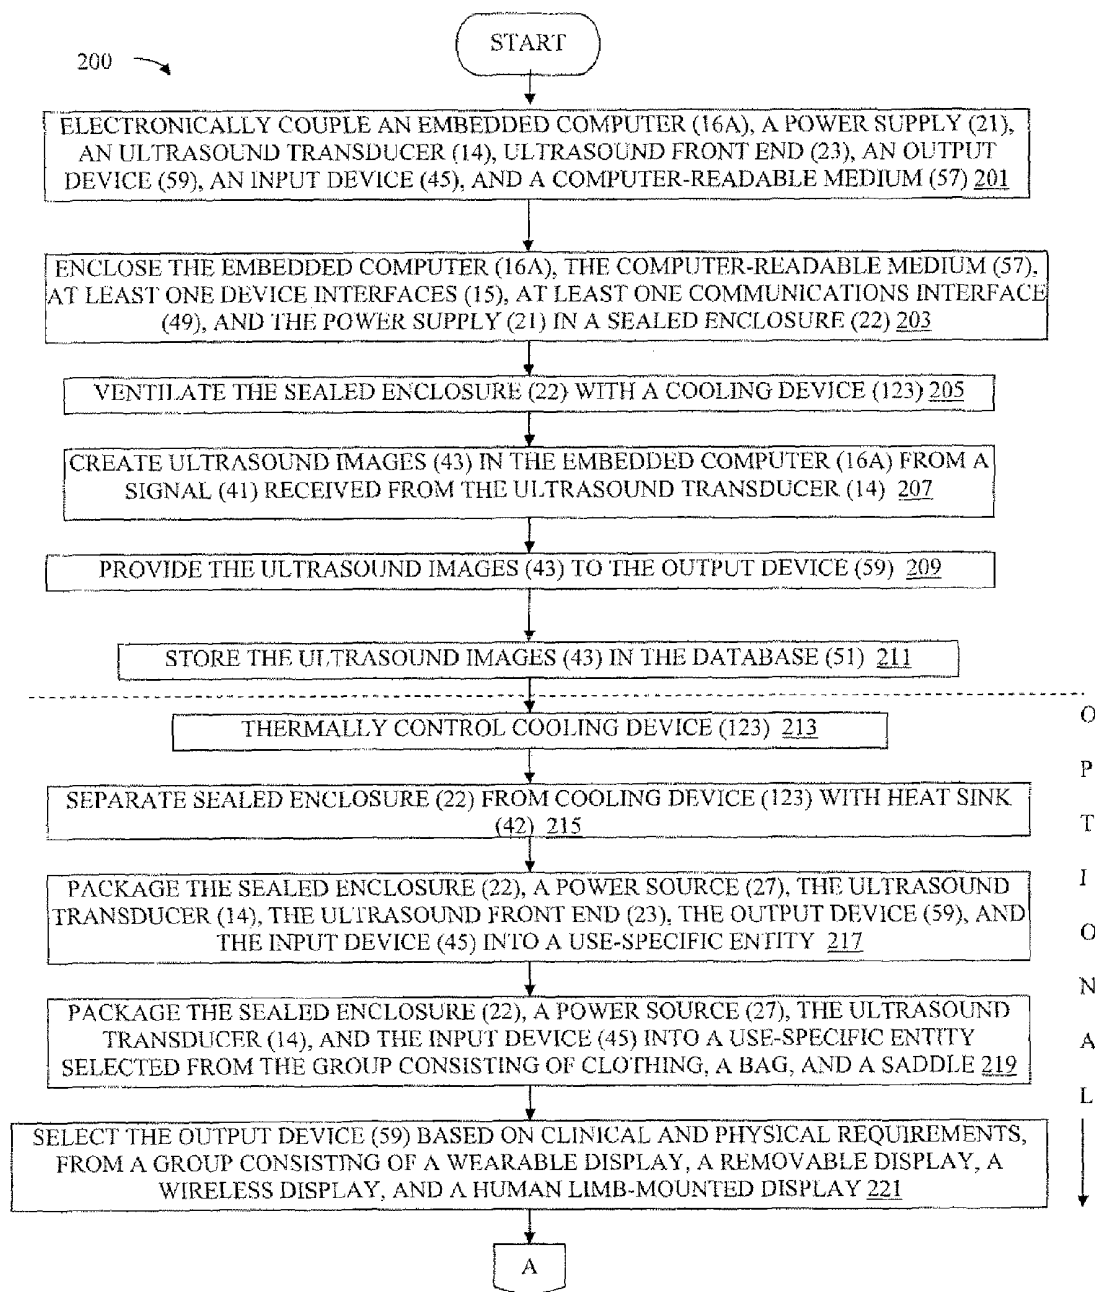 START
200
ELECTRONICALLY COUPLE AN EMBEDDED COMPUTER (16A), A POWER SUPPLY (21),
AN ULTRASOUND TRANSDUCER (14), ULTRASOUND FRONT END (23), AN OUTPUT
DEVICE (59), AN INPUT DEVICE (45), AND A COMPUTER-READABLE MEDIUM (57) 201
ENCLOSE THE EMBEDDED COMPUTER (16A), THE COMPUTER-READABLE MEDIUM (57),
AT LEAST ONE DEVICE INTERFACES (15), AT LEAST ONE COMMUNICATIONS INTERFACE
(49), AND THE POWER SUPPLY (21) IN A SEALED ENCLOSURE (22) 203
VENTILATE THE SEALED ENCLOSURE (22) WITH A COOLING DEVICE (123) 205
CREATE ULTRASOUND IMAGES (43) IN THE EMBEDDED COMPUTER (16A) FROM A
SIGNAL (41) RECEIVED FROM THE ULTRASOUND TRANSDUCER (14) 207
PROVIDE THE ULTRASOUND IMAGES (43) TO THE OUTPUT DEVICE (59) 209
STORE THE ULTRASOUND IMAGES (43) IN THE DATABASE (51) 211
THERMALLY CONTROL COOLING DEVICE (123) 213
SEPARATE SEALED ENCLOSURE (22) FROM COOLING DEVICE (123) WITH HEAT SINK
(42) 215
PACKAGE THE SEALED ENCLOSURE (22), A POWER SOURCE (27), THE ULTRASOUND
TRANSDUCER (14), THE ULTRASOUND FRONT END (23), THE OUTPUT DEVICE (59), AND
THE INPUT DEVICE (45) INTO A USE-SPECIFIC ENTITY 217
PACKAGE THE SEALED ENCLOSURE (22), A POWER SOURCE (27), THE ULTRASOUND
TRANSDUCER (14), AND THE INPUT DEVICE (45) INTO A USE-SPECIFIC ENTITY
SELECTED FROM THE GROUP CONSISTING OF CLOTHING, A BAG, AND A SADDLE 219
SELECT THE OUTPUT DEVICE (59) BASED ON CLINICAL AND PHYSICAL REQUIREMENTS,
FROM A GROUP CONSISTING OF A WEARABLE DISPLAY, A REMOVABLE DISPLAY, A
WIRELESS DISPLAY, AND A HUMAN LIMB-MOUNTED DISPLAY 221
A
OPTIONAL